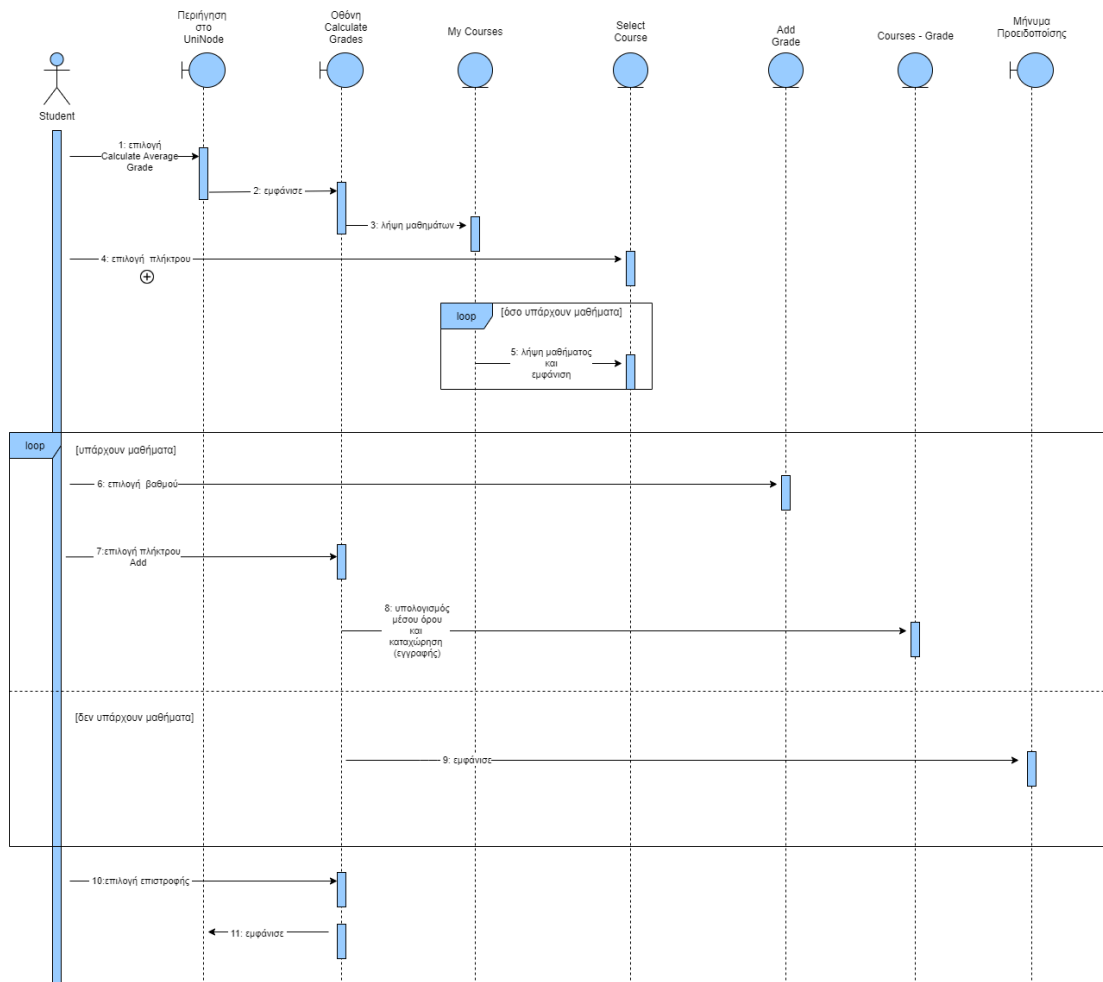 Περιήγηση
στο
UniNode
Οθόνη
Calculate
Grades
My Courses
Select
Course
Add
Grade
Courses - Grade
Μήνυμα
Προειδοποίσης
Student
1: επιλογή
Calculate Average
Grade
2: εμφάνισε
3: λήψη μαθημάτων
4: επιλογή πλήκτρου
loop
[όσο υπάρχουν μαθήματα]
5: λήψη μαθήματος
και
εμφάνιση
loop
[υπάρχουν μαθήματα]
6: επιλογή βαθμού
7:επιλογή πλήκτρου
Add
8: υπολογισμός
μέσου όρου
και
καταχώρηση
(εγγραφής)
[δεν υπάρχουν μαθήματα]
9: εμφάνισε
10:επιλογή επιστροφής
11: εμφάνισε